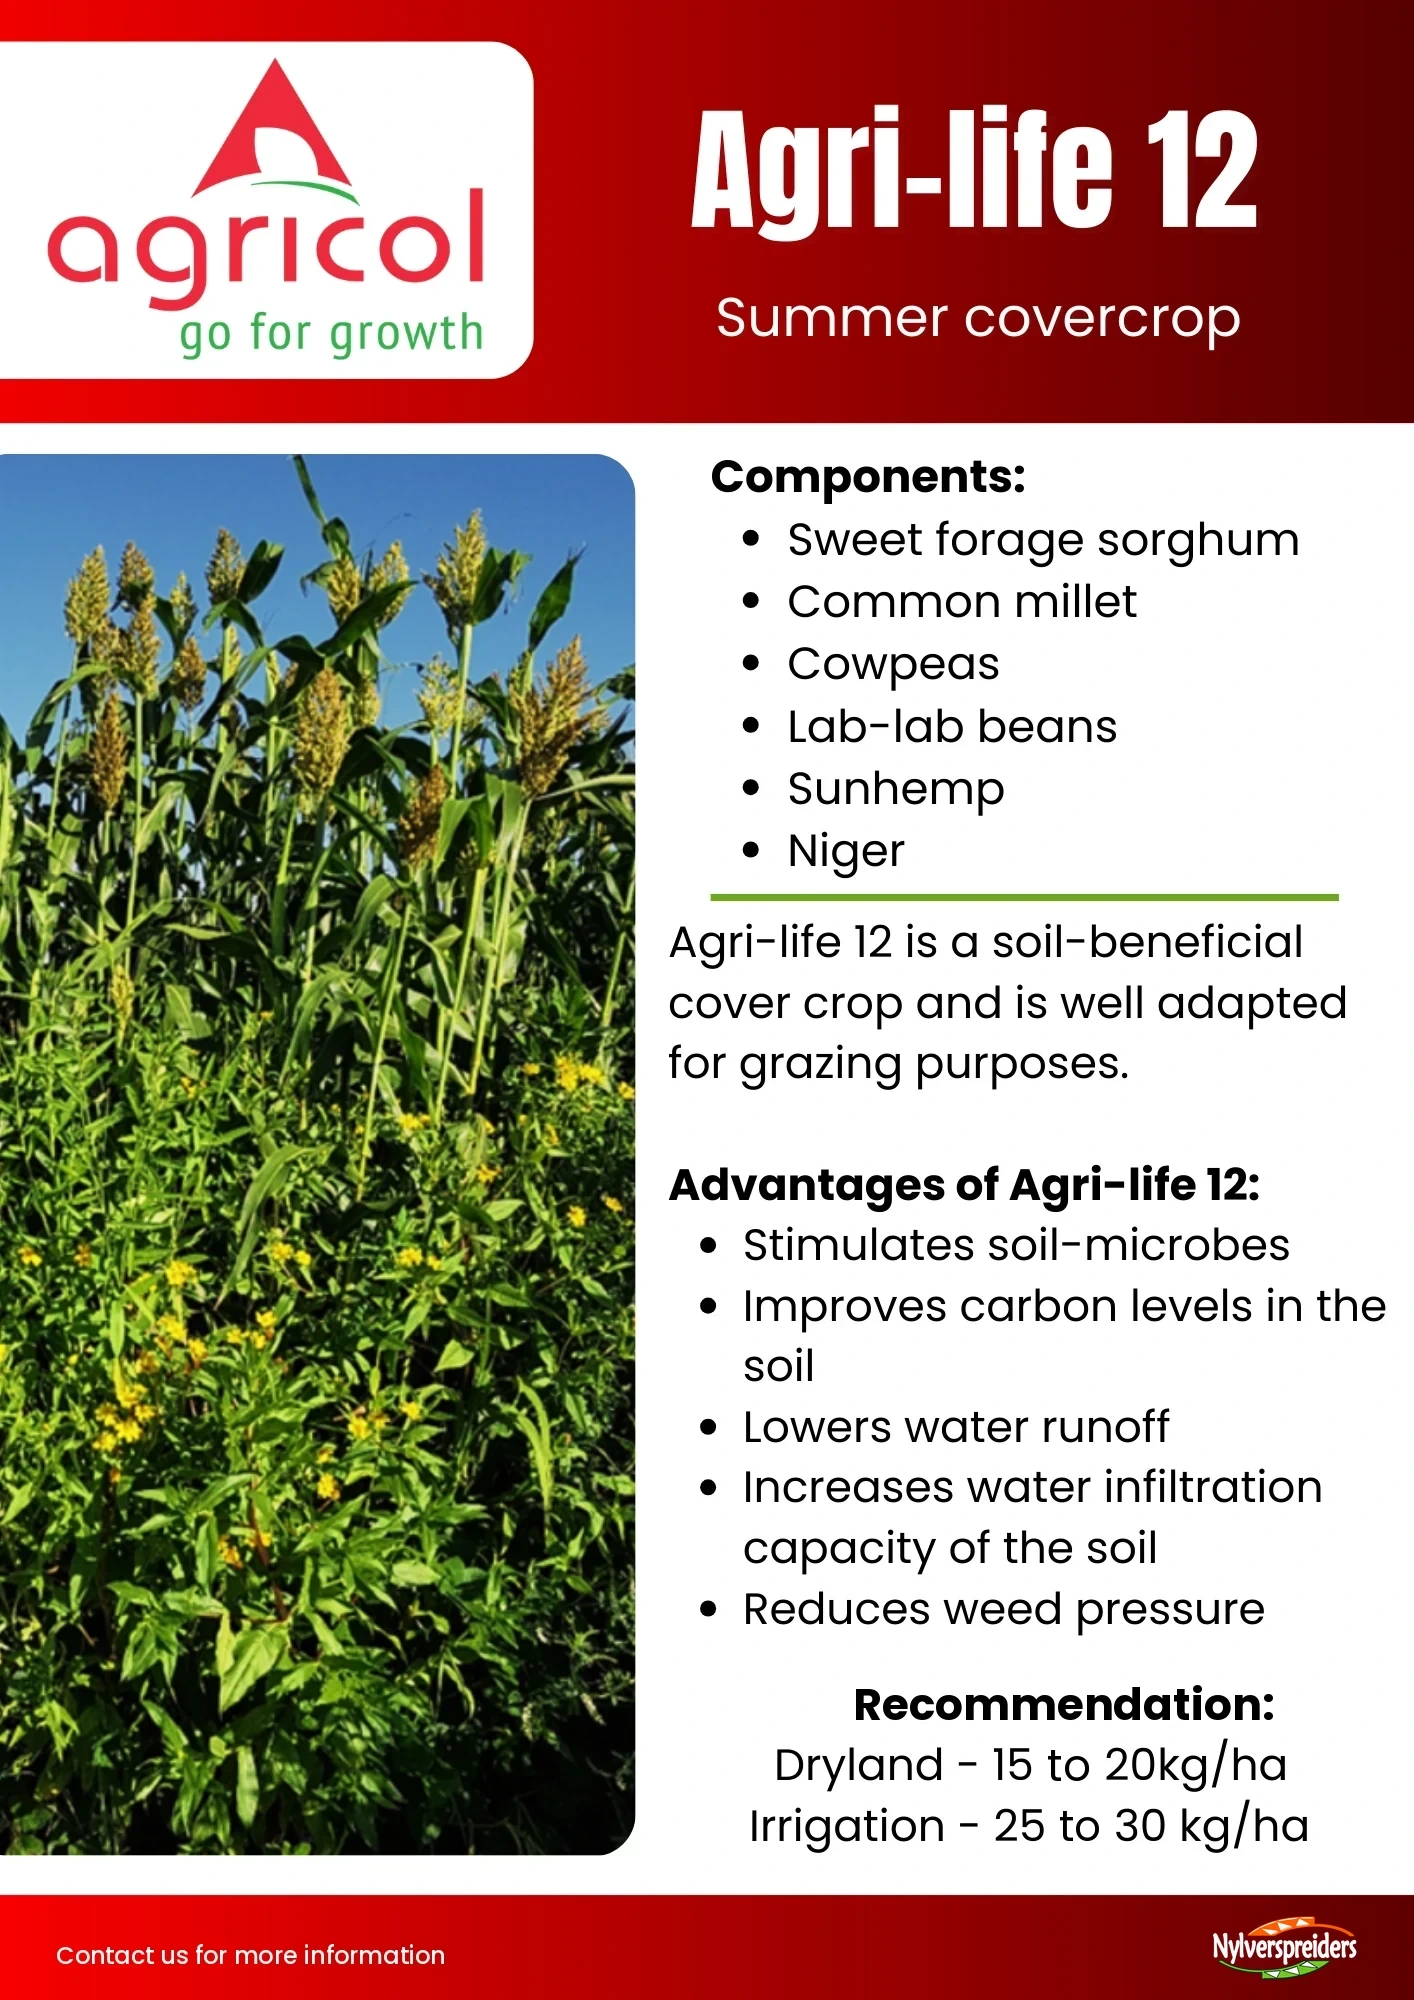 agricol
go for growth
Agri-life 12
Summer covercrop
Components:
• Sweet forage sorghum
• Common millet
• Cowpeas
• Lab-lab beans
• Sunhemp
• Niger
Agri-life 12 is a soil-beneficial
cover crop and is well adapted
for grazing purposes.
Advantages of Agri-life 12:
• Stimulates soil-microbes
• Improves carbon levels in the
soil
• Lowers water runoff
• Increases water infiltration
capacity of the soil
• Reduces weed pressure
Recommendation:
Dryland - 15 to 20kg/ha
Irrigation - 25 to 30 kg/ha
Contact us for more information
Nylverspreiders